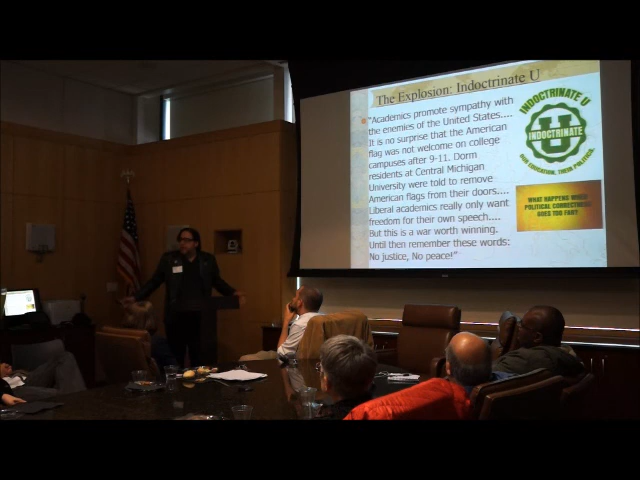 The Explosion: Indoctrinate U
"Academics promote sympathy with
the enemies of the United States....
It is no surprise that the American
flag was not welcome on college
campuses after 9-11. Dorm
residents at Central Michigan
University were told to remove
American flags from their doors....
Liberal academics really only want
freedom for their own speech....
But this is a war worth winning.
Until then remember these words:
No justice, No peace!"
INDOCTRINATE U
INDOCTRINATE
OUR EDUCATION, THEIR POLITICS.
WHAT HAPPENS WHEN
POLITICAL CORRECTNESS
GOES TOO FAR?